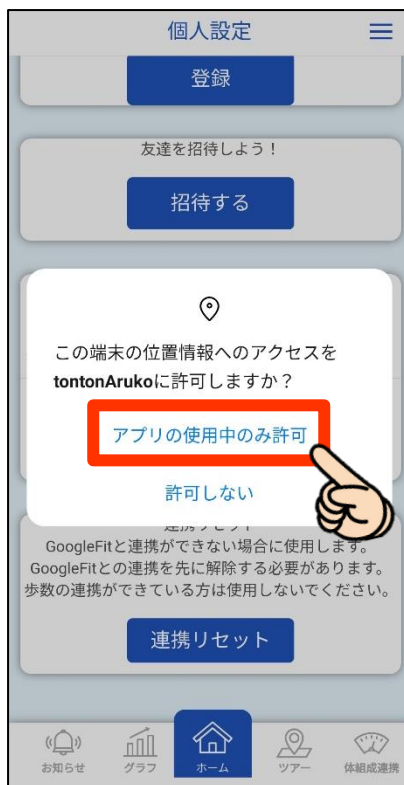 個人設定
登録
友達を招待しよう！
招待する
この端末の位置情報へのアクセスを
tontonArukoに許可しますか？
アプリの使用中のみ許可
許可しない
連携リセット
GoogleFitと連携ができない場合に使用します。
GoogleFitとの連携を先に解除する必要があります。
歩数の連携ができている方は使用しないでください。
連携リセット
お知らせ
グラフ
ホーム
ツアー
体組成連携